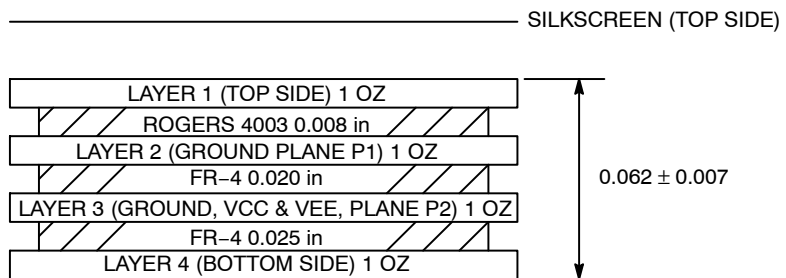 SILKSCREEN (TOP SIDE)
LAYER 1 (TOP SIDE) 1 OZ
ROGERS 4003 0.008 in
LAYER 2 (GROUND PLANE P1) 1 OZ
FR−4 0.020 in
0.062 ± 0.007
LAYER 3 (GROUND, VCC & VEE, PLANE P2) 1 OZ
FR−4 0.025 in
LAYER 4 (BOTTOM SIDE) 1 OZ